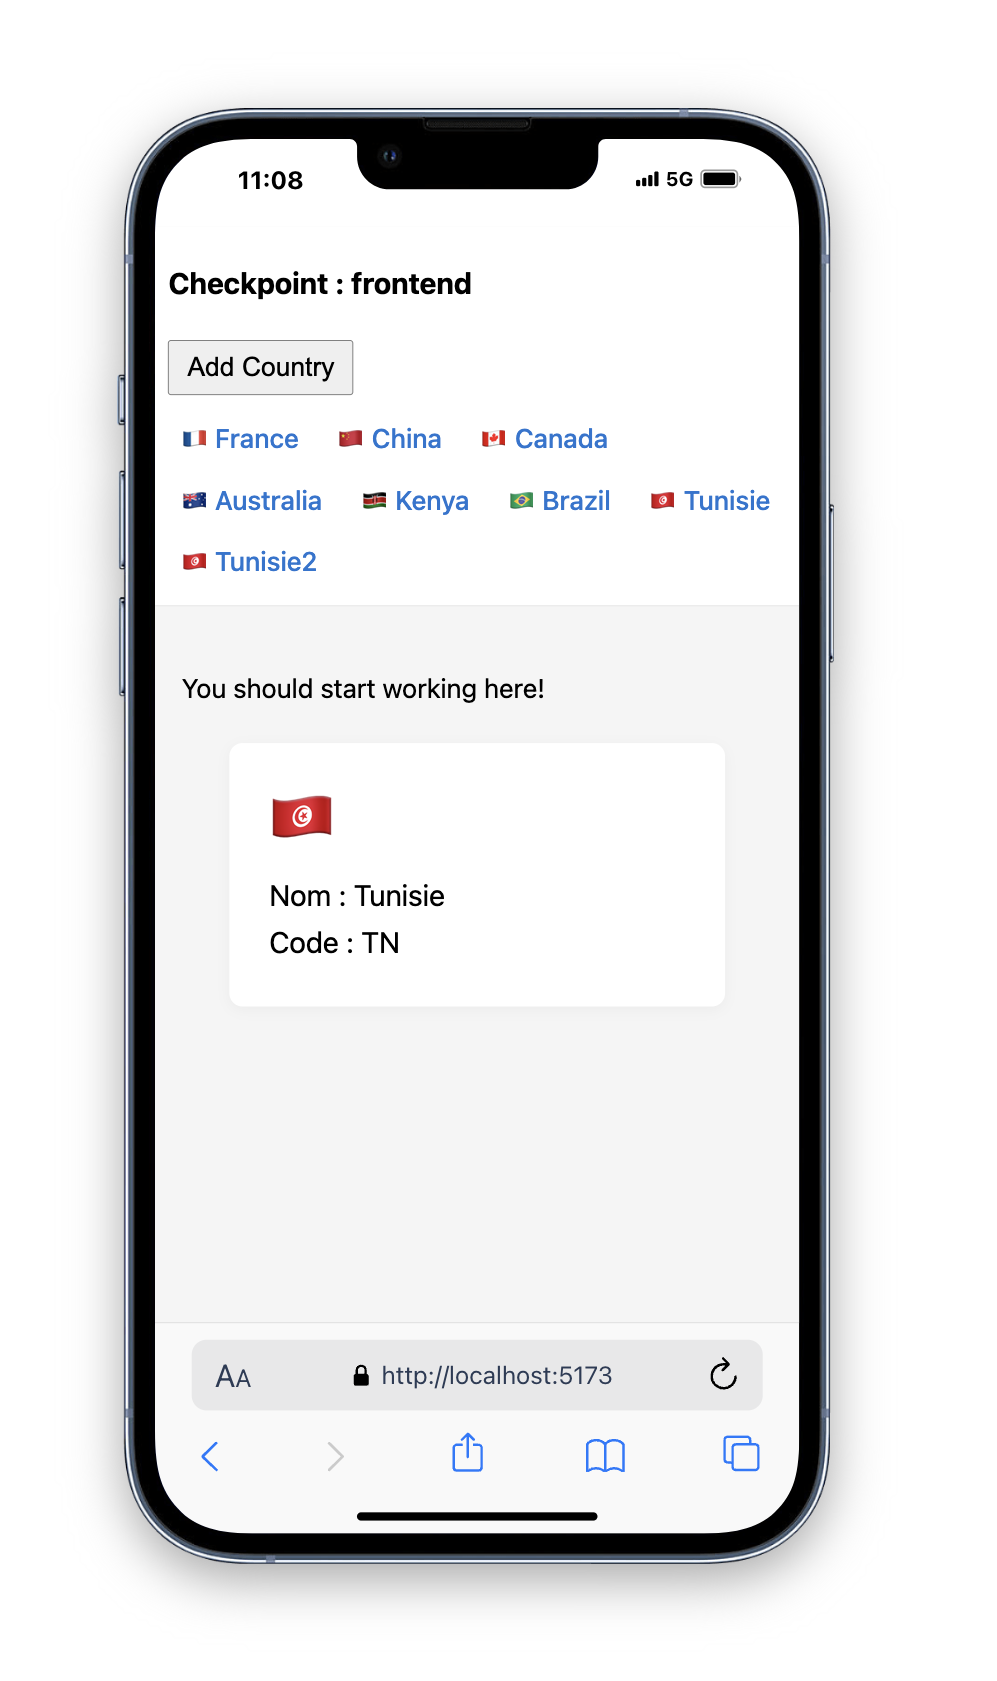 11:08 5G
Checkpoint : frontend
Add Country
France China Canada
Australia Kenya Brazil Tunisie
Tunisie2
You should start working here!
Nom : Tunisie
Code : TN
AA http://localhost:5173